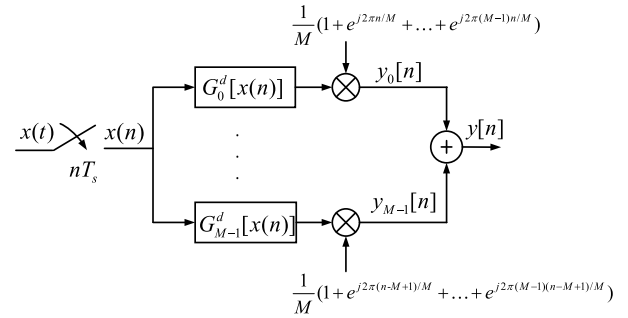 1/M (1 + e^{j2πn/M} + … + e^{j2π(M−1)n/M})
G_0^d [x(n)]
y_0[n]
x(t)
x(n)
nT_s
y[n]
+
G_{M−1}^d [x(n)]
y_{M−1}[n]
1/M (1 + e^{j2π(n-M+1)/M} + … + e^{j2π(M−1)(n−M+1)/M})